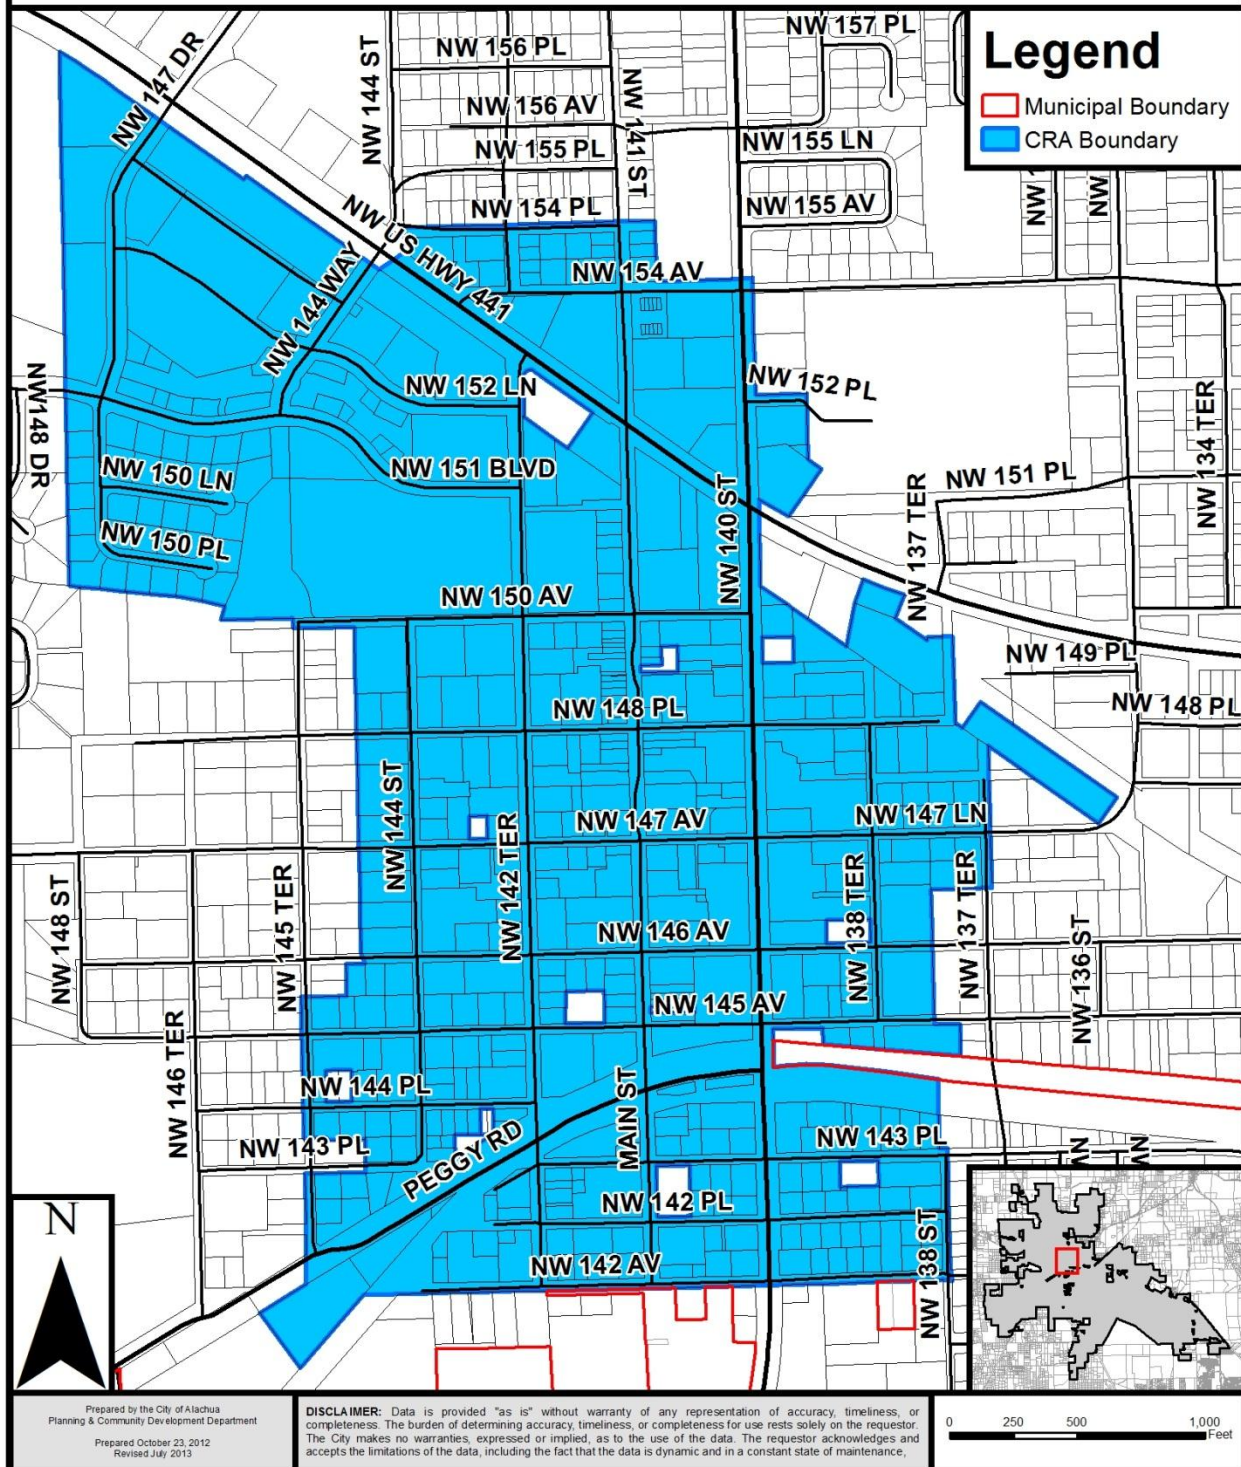 NW 157 PL
NW 156 PL
NW 147 DR
NW 144 ST
NW 141 ST
Legend
Municipal Boundary
CRA Boundary
NW 156 AV
NW 155 PL
NW 155 LN
NW 154 PL
NW 155 AV
NW
NW
NW US HWY 441
NW 154 AV
NW 144 WAY
NW148 DR
NW 152 LN
NW 152 PL
NW 134 TER
NW 150 LN
NW 151 BLVD
NW 151 PL
NW 140 ST
NW 137 TER
NW 150 PL
NW 150 AV
NW 149 PL
NW 148 PL
NW 148 PL
NW 144 ST
NW 147 AV
NW 147 LN
NW 148 ST
NW 145 TER
NW 142 TER
NW 138 TER
NW 137 TER
NW 146 AV
NW 136 ST
NW 145 AV
NW 146 TER
NW 144 PL
MAIN ST
NW 143 PL
PEGGY RD
NW 143 PL
NW 142 PL
NW 138 ST
NW 142 AV
N
Prepared by the City of Alachua
Planning & Community Development Department
Prepared October 23, 2012
Revised July 2013
DISCLAIMER: Data is provided "as is" without warranty of any representation of accuracy, timeliness, or
completeness. The burden of determining accuracy, timeliness, or completeness for use rests solely on the requestor.
The City makes no warranties, expressed or implied, as to the use of the data. The requestor acknowledges and
accepts the limitations of the data, including the fact that the data is dynamic and in a constant state of maintenance,
0 250 500 1,000
Feet